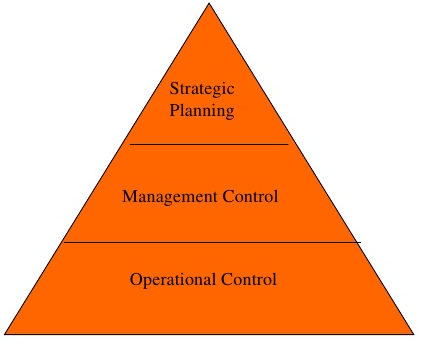 Strategic
Planning
Management Control
Operational Control